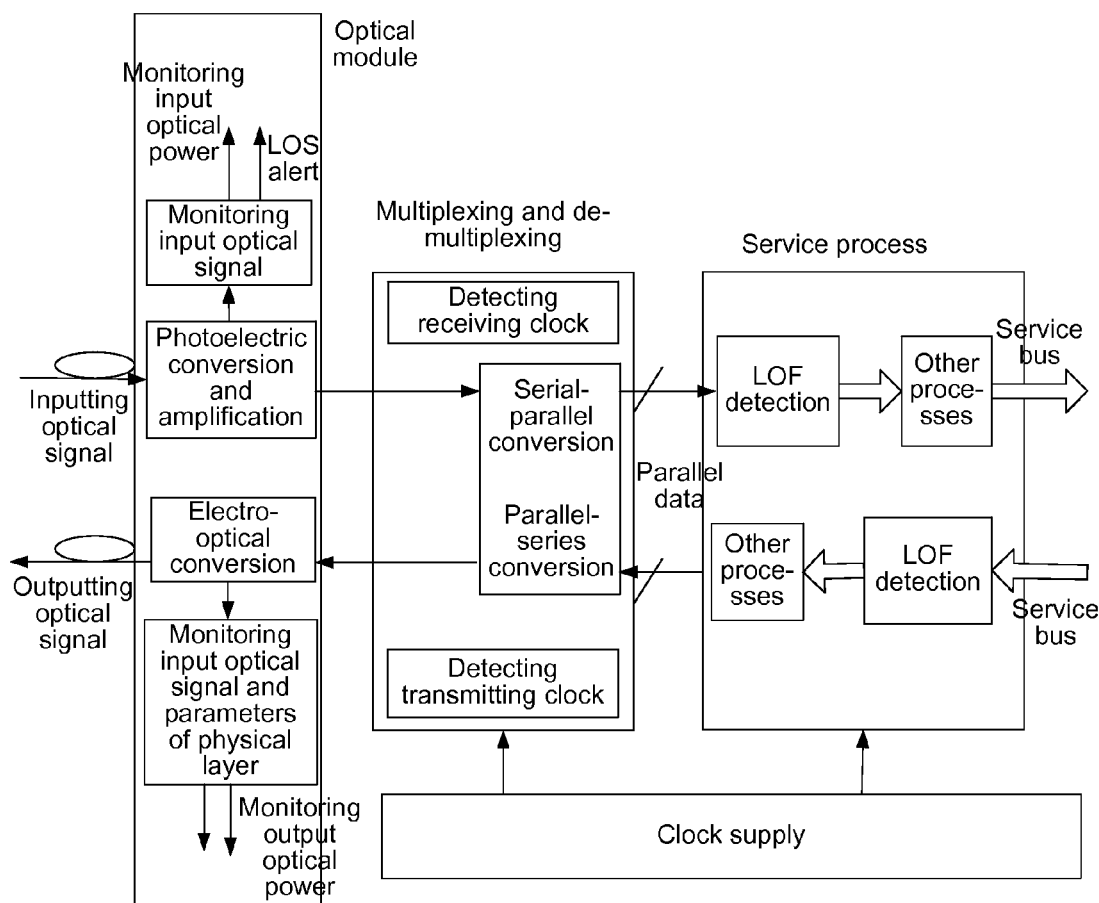 Optical
module
Monitoring
input
optical
power
LOS
alert
Monitoring
input optical
signal
Photoelectric
conversion
and
amplification
Inputting
optical
signal
Multiplexing and de-
multiplexing
Detecting
receiving clock
Serial-
parallel
conversion
Parallel-
series
conversion
Detecting
transmitting clock
Parallel
data
Service process
LOF
detection
Other
proce-
sses
Service
bus
Other
proce-
sses
LOF
detection
Service
bus
Electro-
optical
conversion
Outputting
optical
signal
Monitoring
input optical
signal and
parameters
of physical
layer
Monitoring
output
optical
power
Clock supply